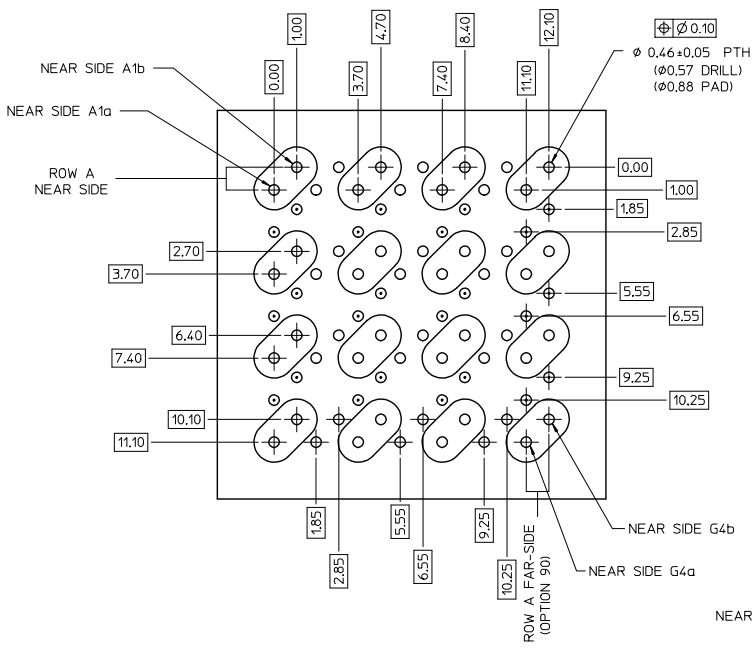 0.00
1.00
3.70
4.70
7.40
8.40
11.10
12.10
⌖ Ø 0.10
Ø 0.46±0.05 PTH
(Ø0.57 DRILL)
(Ø0.88 PAD)
NEAR SIDE A1b
NEAR SIDE A1a
ROW A
NEAR SIDE
0.00
1.00
1.85
2.85
2.70
3.70
5.55
6.55
6.40
7.40
9.25
10.25
10.10
11.10
1.85
2.85
5.55
6.55
9.25
10.25
ROW A FAR-SIDE
(OPTION 90)
NEAR SIDE G4b
NEAR SIDE G4a
NEAR